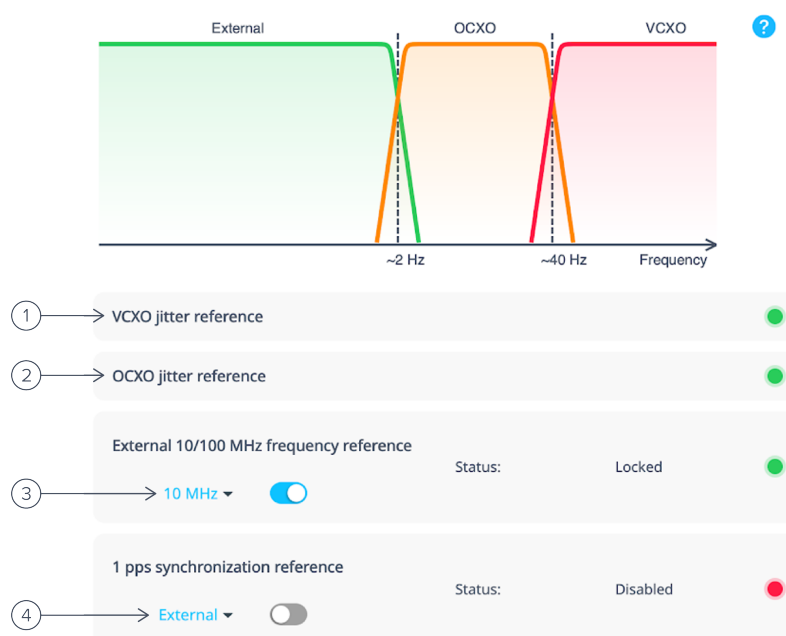 External OCXO VCXO ?
~2 Hz ~40 Hz Frequency
1 VCXO jitter reference
2 OCXO jitter reference
External 10/100 MHz frequency reference
Status: Locked
3 10 MHz
1 pps synchronization reference
Status: Disabled
4 External